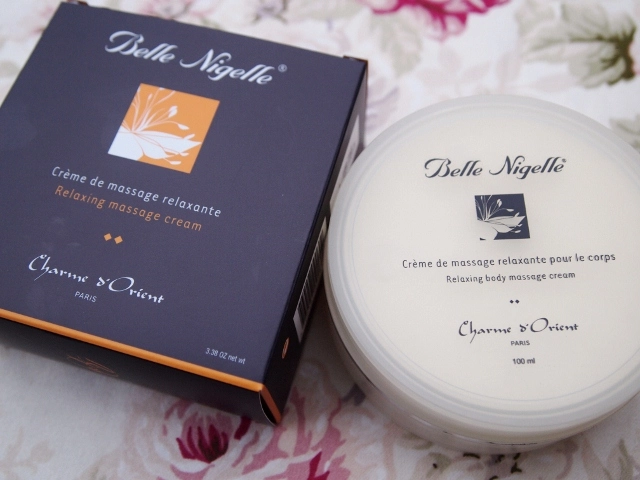 Belle Nigelle®
Crème de massage relaxante
Relaxing massage cream
Charme d'Orient
PARIS
3.38 OZ net wt
Belle Nigelle®
Crème de massage relaxante pour le corps
Relaxing body massage cream
Charme d'Orient
PARIS
100 ml